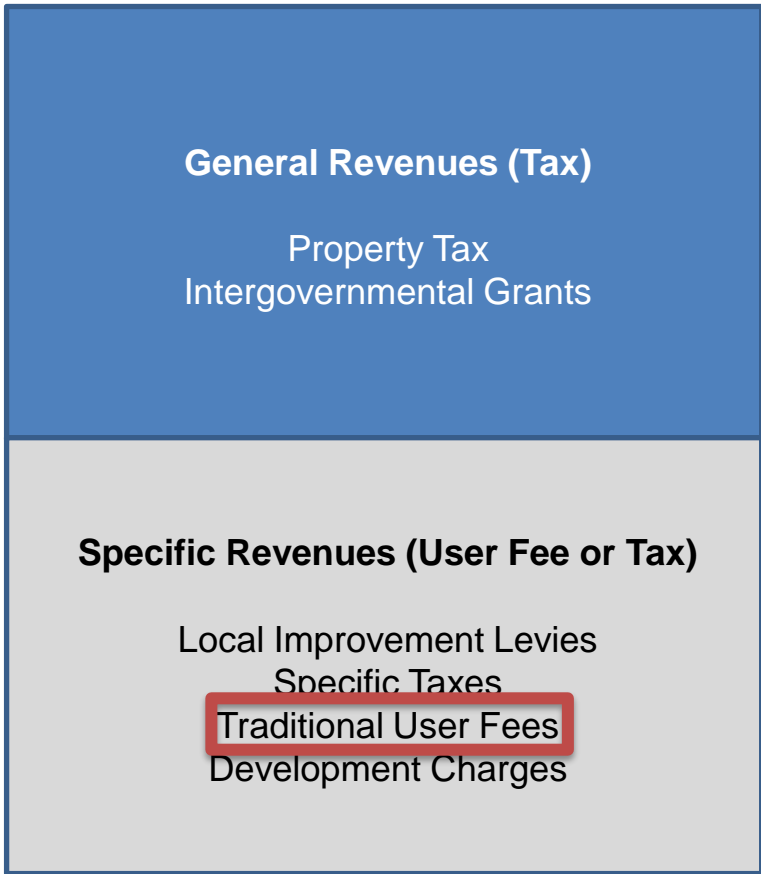 General Revenues (Tax)
Property Tax
Intergovernmental Grants
Specific Revenues (User Fee or Tax)
Local Improvement Levies
Specific Taxes
Traditional User Fees
Development Charges